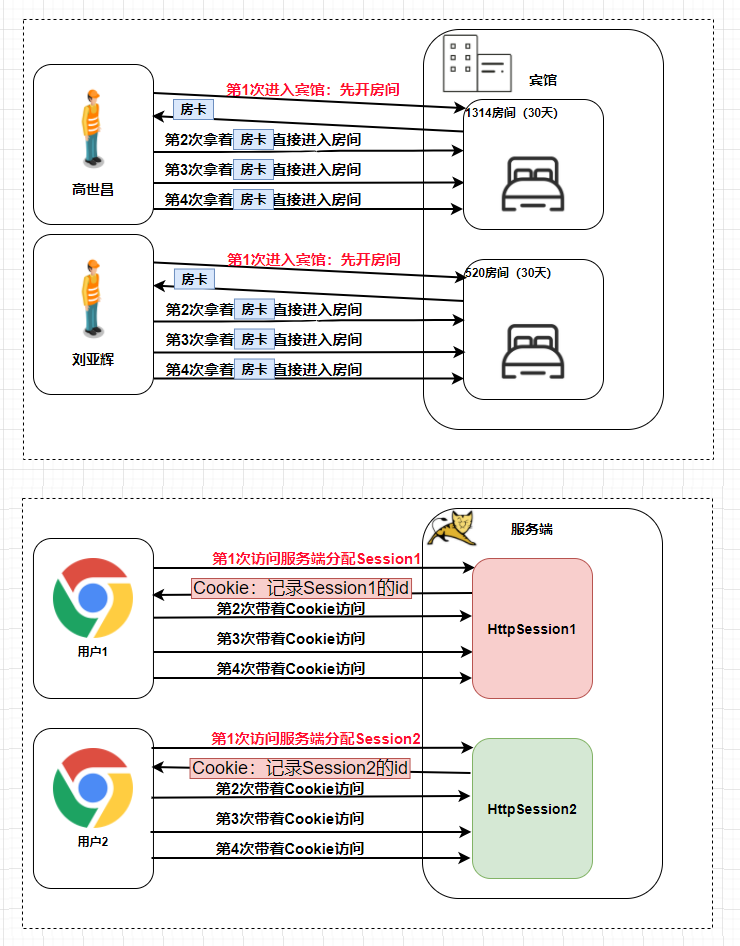 宾馆
第1次进入宾馆：先开房间
房卡
1314房间（30天）
第2次拿着 房卡 直接进入房间
第3次拿着 房卡 直接进入房间
第4次拿着 房卡 直接进入房间
高世昌
第1次进入宾馆：先开房间
房卡
520房间（30天）
第2次拿着 房卡 直接进入房间
第3次拿着 房卡 直接进入房间
第4次拿着 房卡 直接进入房间
刘亚辉
服务端
第1次访问服务端分配Session1
Cookie：记录Session1的id
第2次带着Cookie访问
第3次带着Cookie访问
第4次带着Cookie访问
用户1
HttpSession1
第1次访问服务端分配Session2
Cookie：记录Session2的id
第2次带着Cookie访问
第3次带着Cookie访问
第4次带着Cookie访问
用户2
HttpSession2